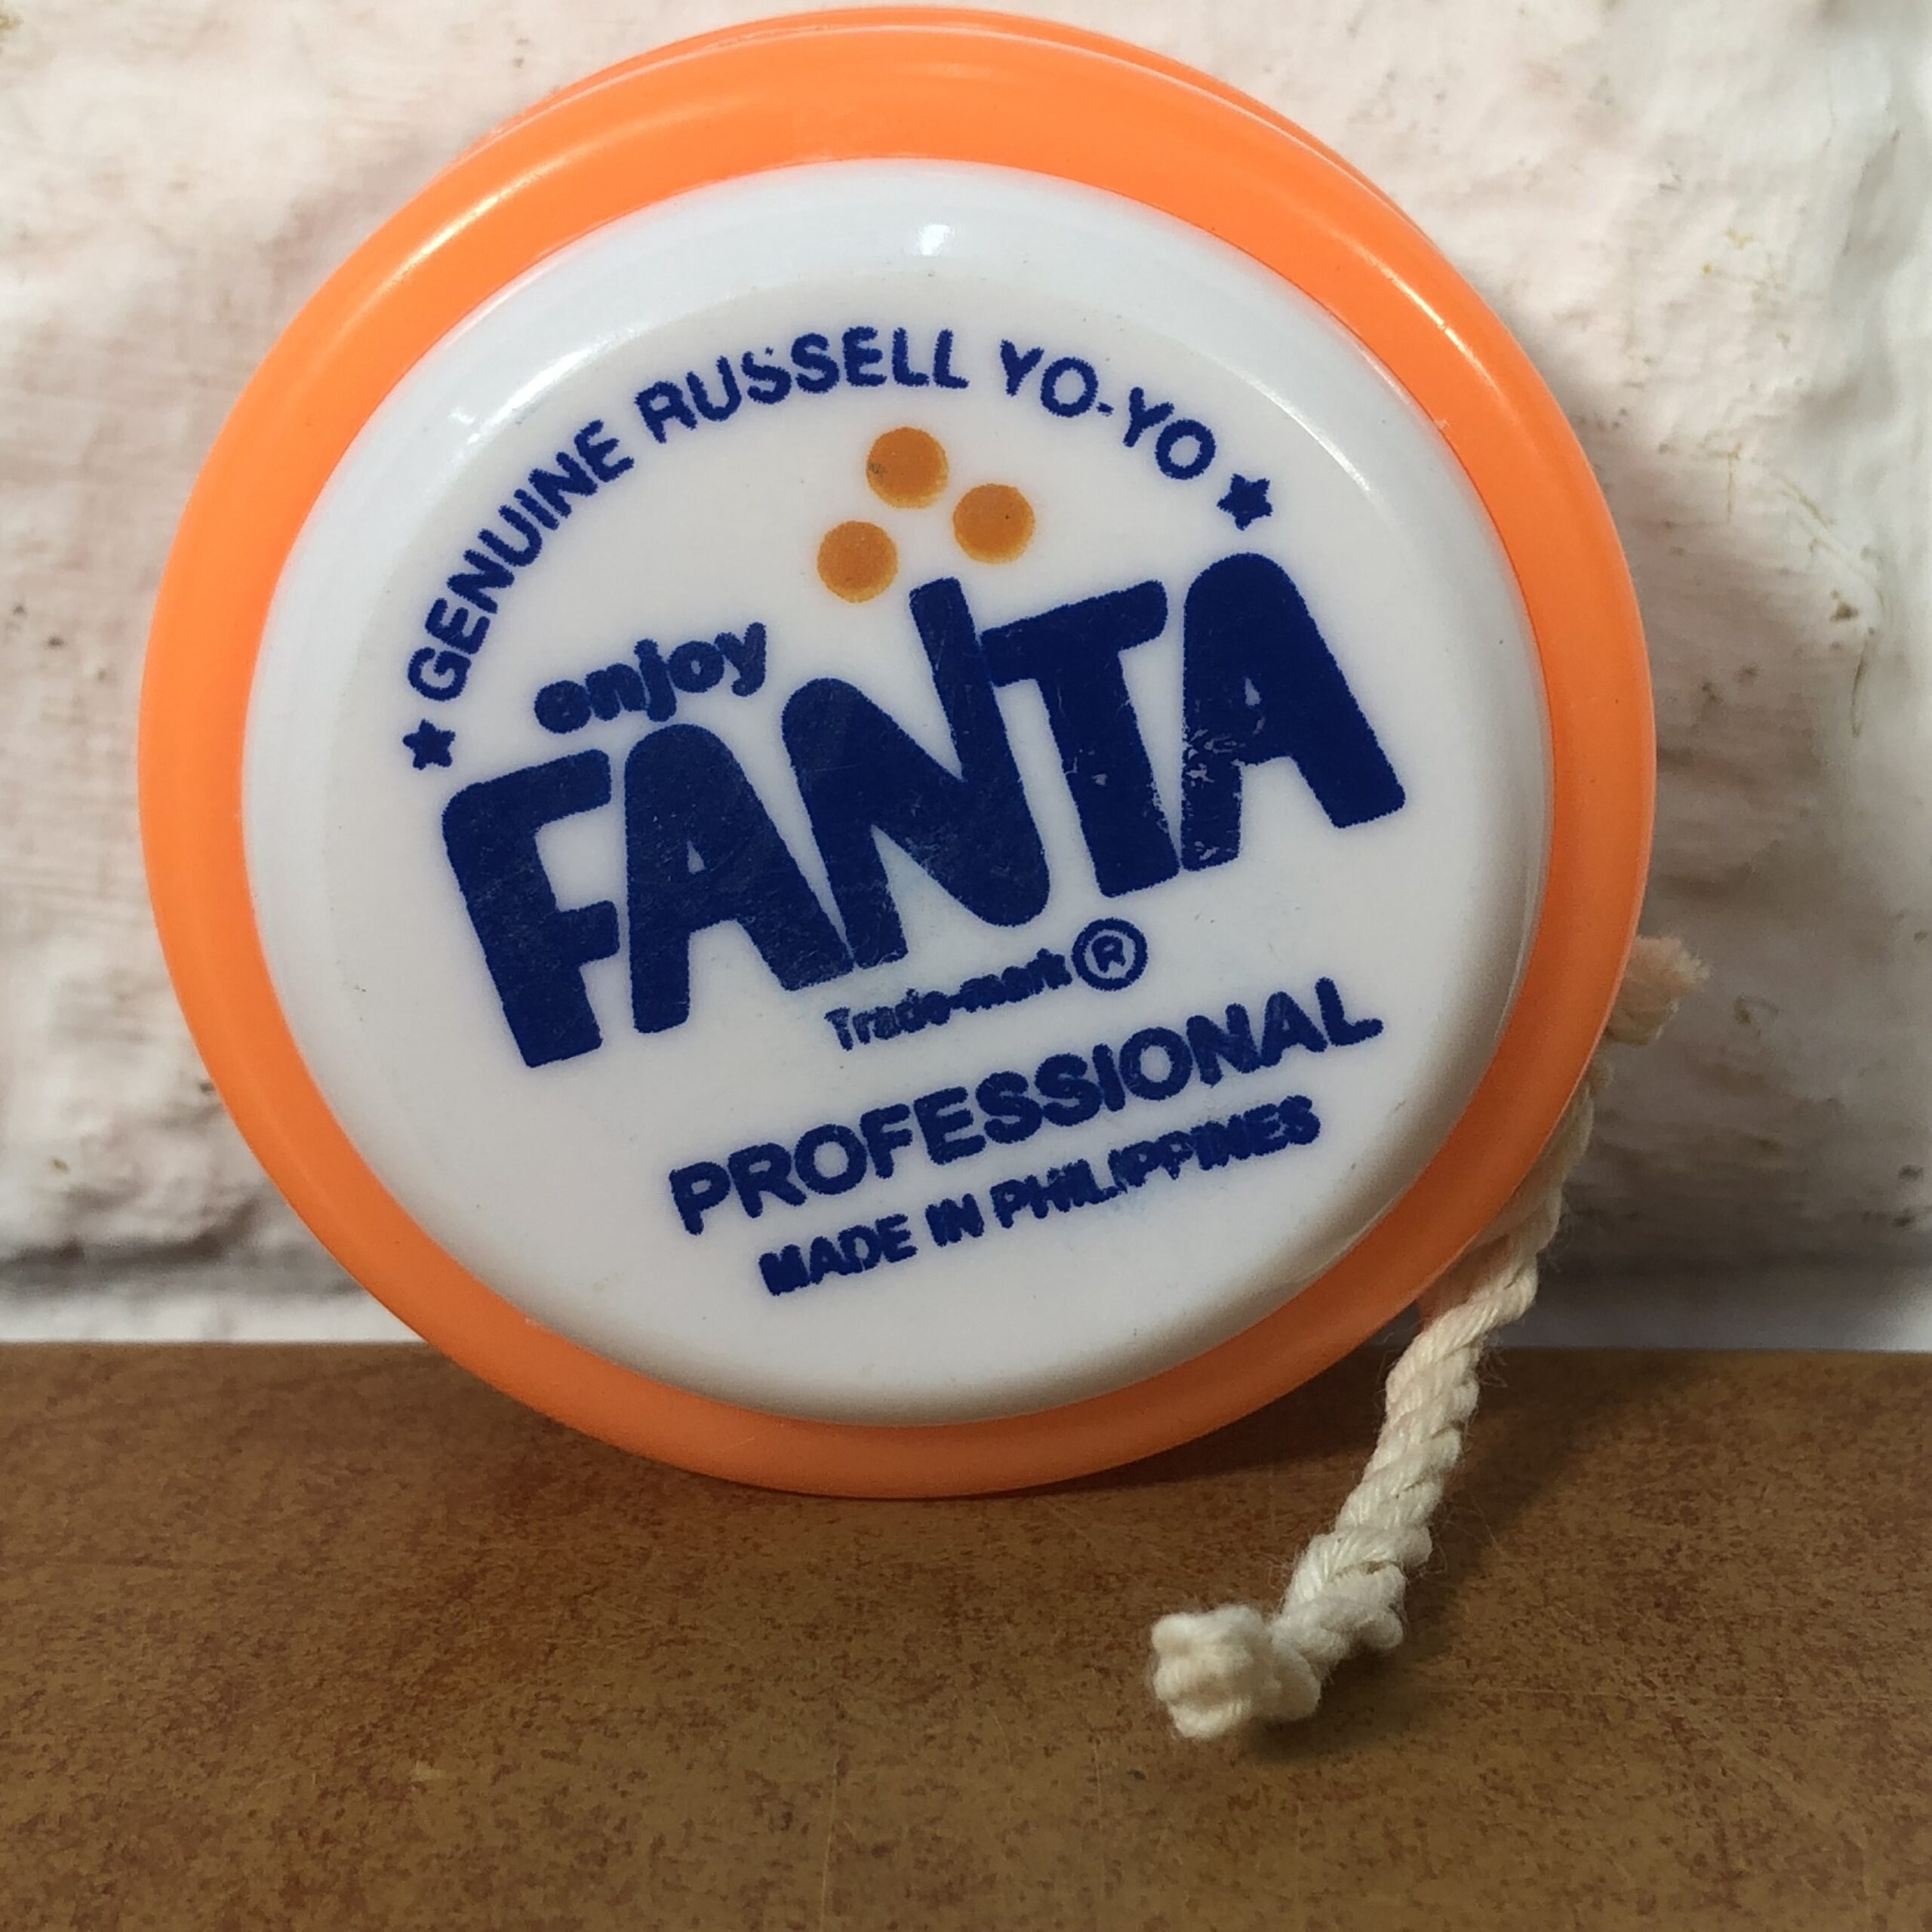 ★ GENUINE RUSSELL YO-YO ★
enjoy
FANTA
Trade-mark ®
PROFESSIONAL
MADE IN PHILIPPINES